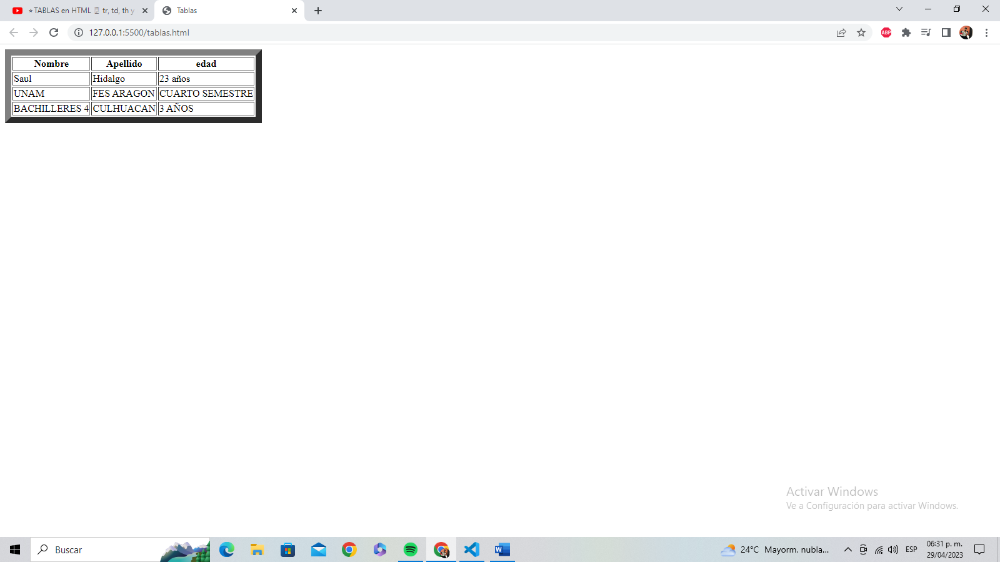 ⭐TABLAS en HTML 📄 tr, td, th y
Tablas
127.0.0.1:5500/tablas.html
ABP
Nombre Apellido edad
Saul Hidalgo 23 años
UNAM FES ARAGON CUARTO SEMESTRE
BACHILLERES 4 CULHUACAN 3 AÑOS
Activar Windows
Ve a Configuración para activar Windows.
Buscar
24°C Mayorm. nubla...
ESP
06:31 p. m.
29/04/2023